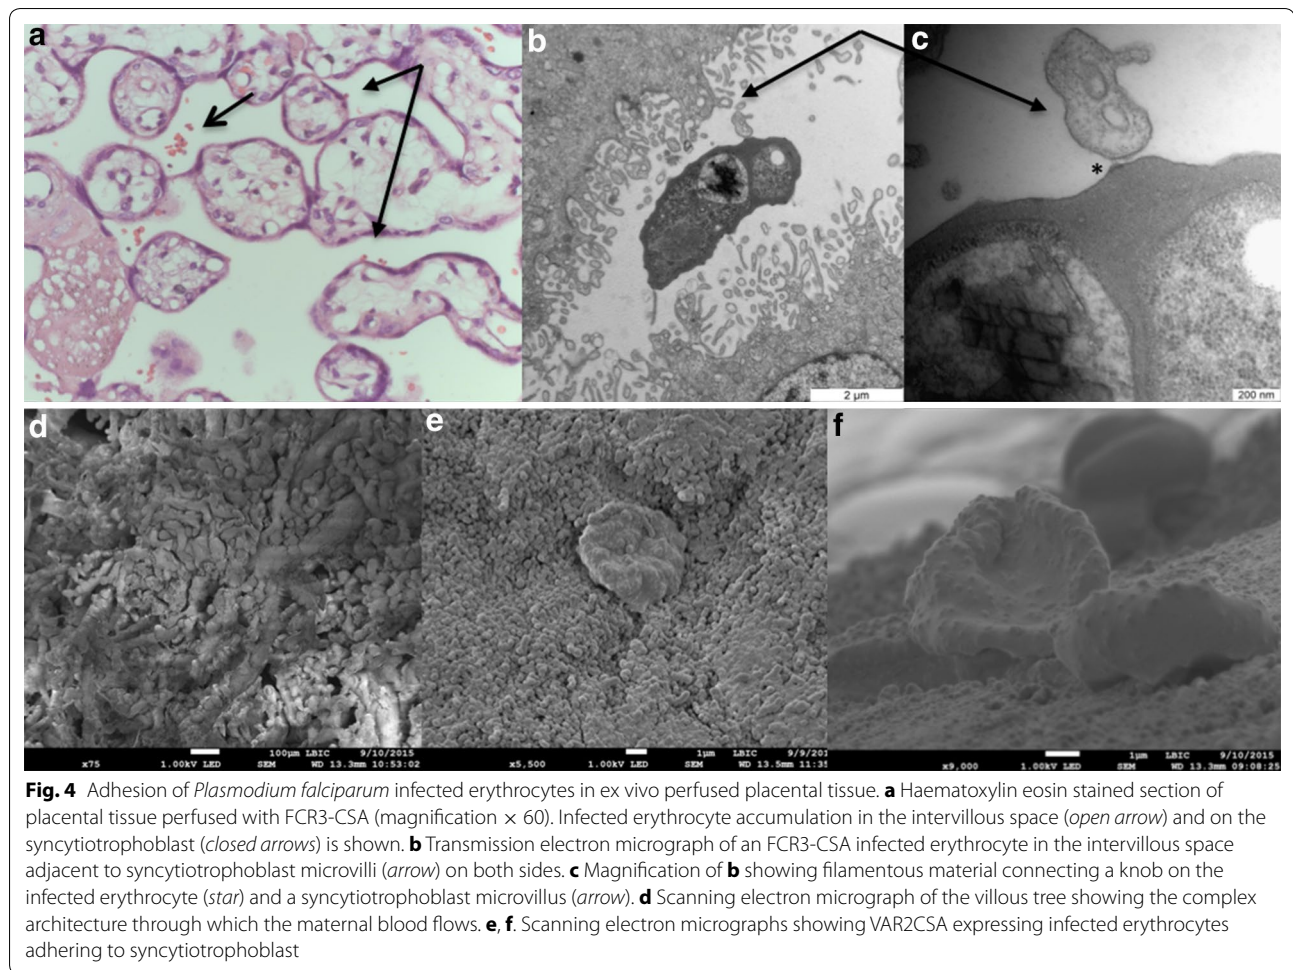 a
b
c
*
2 µm
200 nm
d
e
f
100µm LBIC 9/10/2015
x75 1.00kV LED SEM WD 13.3mm 10:53:02
1µm LBIC 9/9/201
x5,500 1.00kV LED SEM WD 13.5mm 11:35
1µm LBIC 9/10/2015
x9,000 1.00kV LED SEM WD 13.3mm 09:08:25
Fig. 4 Adhesion of Plasmodium falciparum infected erythrocytes in ex vivo perfused placental tissue. a Haematoxylin eosin stained section of
placental tissue perfused with FCR3-CSA (magnification × 60). Infected erythrocyte accumulation in the intervillous space (open arrow) and on the
syncytiotrophoblast (closed arrows) is shown. b Transmission electron micrograph of an FCR3-CSA infected erythrocyte in the intervillous space
adjacent to syncytiotrophoblast microvilli (arrow) on both sides. c Magnification of b showing filamentous material connecting a knob on the
infected erythrocyte (star) and a syncytiotrophoblast microvillus (arrow). d Scanning electron micrograph of the villous tree showing the complex
architecture through which the maternal blood flows. e, f. Scanning electron micrographs showing VAR2CSA expressing infected erythrocytes
adhering to syncytiotrophoblast